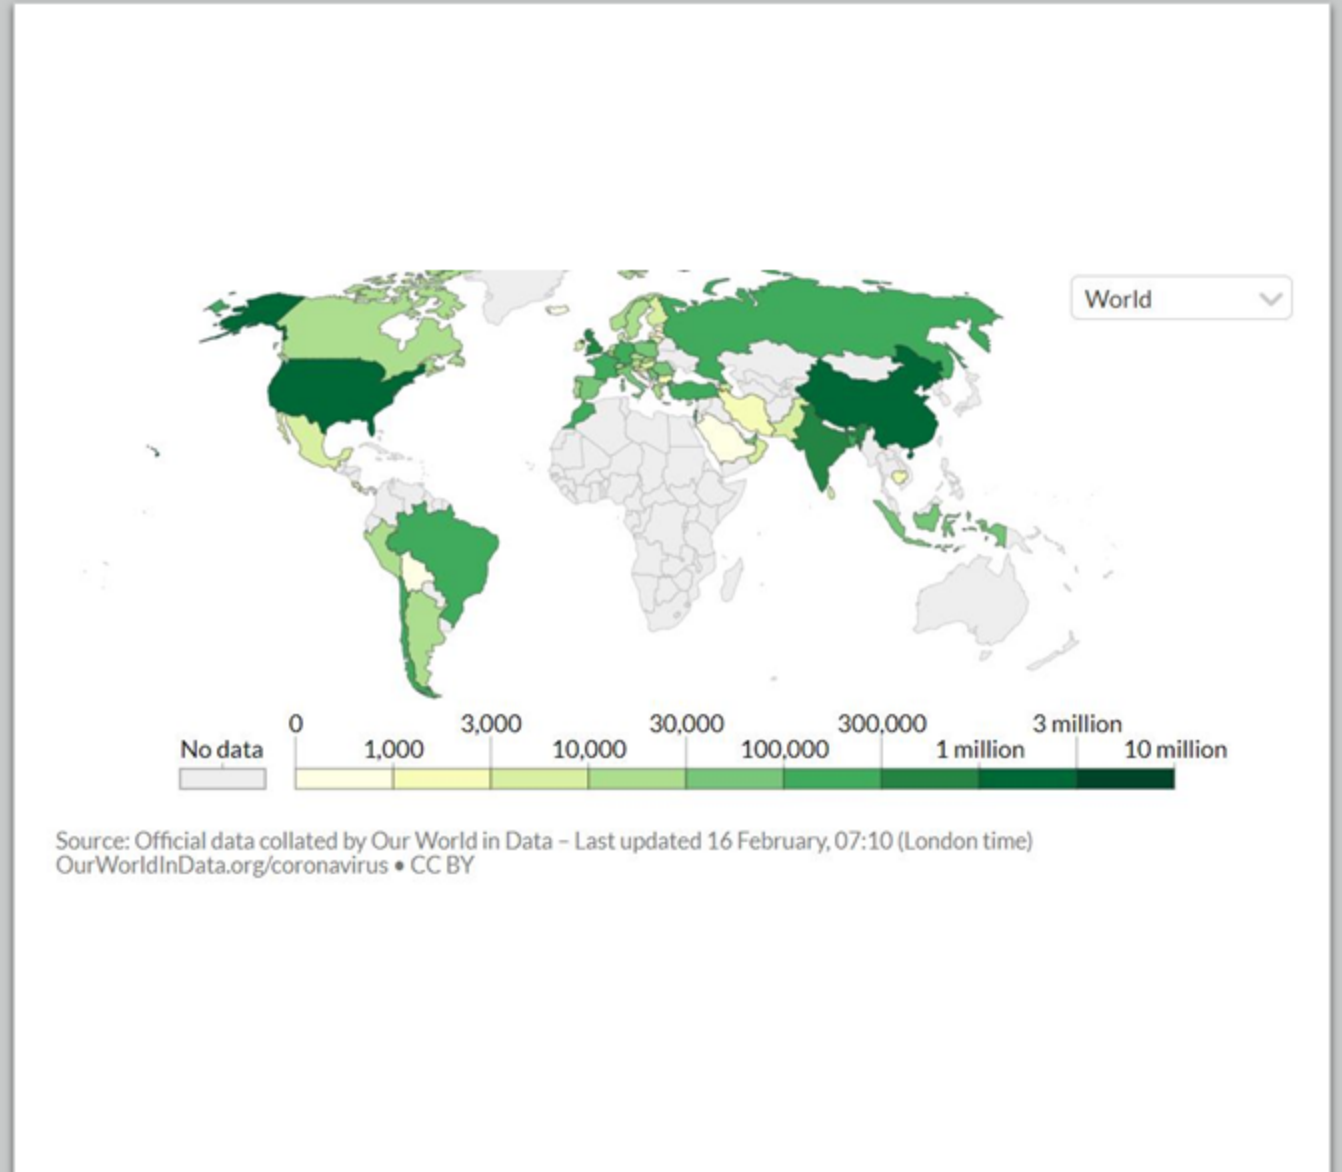 World
0 3,000 30,000 300,000 3 million
No data 1,000 10,000 100,000 1 million 10 million
Source: Official data collated by Our World in Data – Last updated 16 February, 07:10 (London time)
OurWorldInData.org/coronavirus • CC BY